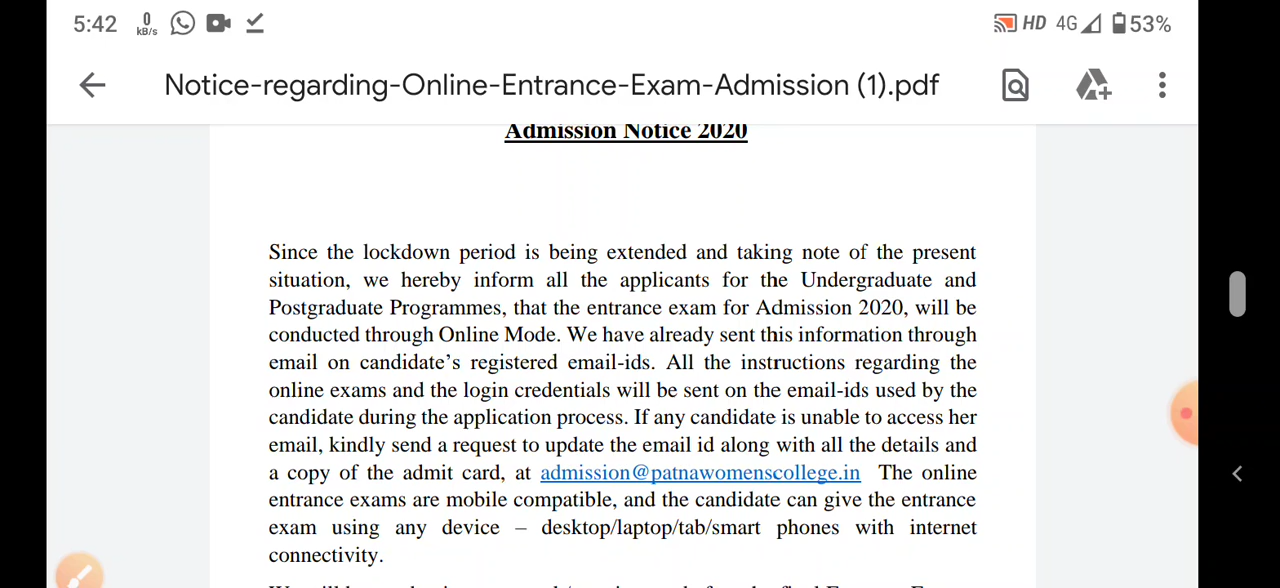 5:42 0 kB/s HD 4G 53%
Notice-regarding-Online-Entrance-Exam-Admission (1).pdf
Admission Notice 2020
Since the lockdown period is being extended and taking note of the present
situation, we hereby inform all the applicants for the Undergraduate and
Postgraduate Programmes, that the entrance exam for Admission 2020, will be
conducted through Online Mode. We have already sent this information through
email on candidate’s registered email-ids. All the instructions regarding the
online exams and the login credentials will be sent on the email-ids used by the
candidate during the application process. If any candidate is unable to access her
email, kindly send a request to update the email id along with all the details and
a copy of the admit card, at admission@patnawomenscollege.in The online
entrance exams are mobile compatible, and the candidate can give the entrance
exam using any device – desktop/laptop/tab/smart phones with internet
connectivity.